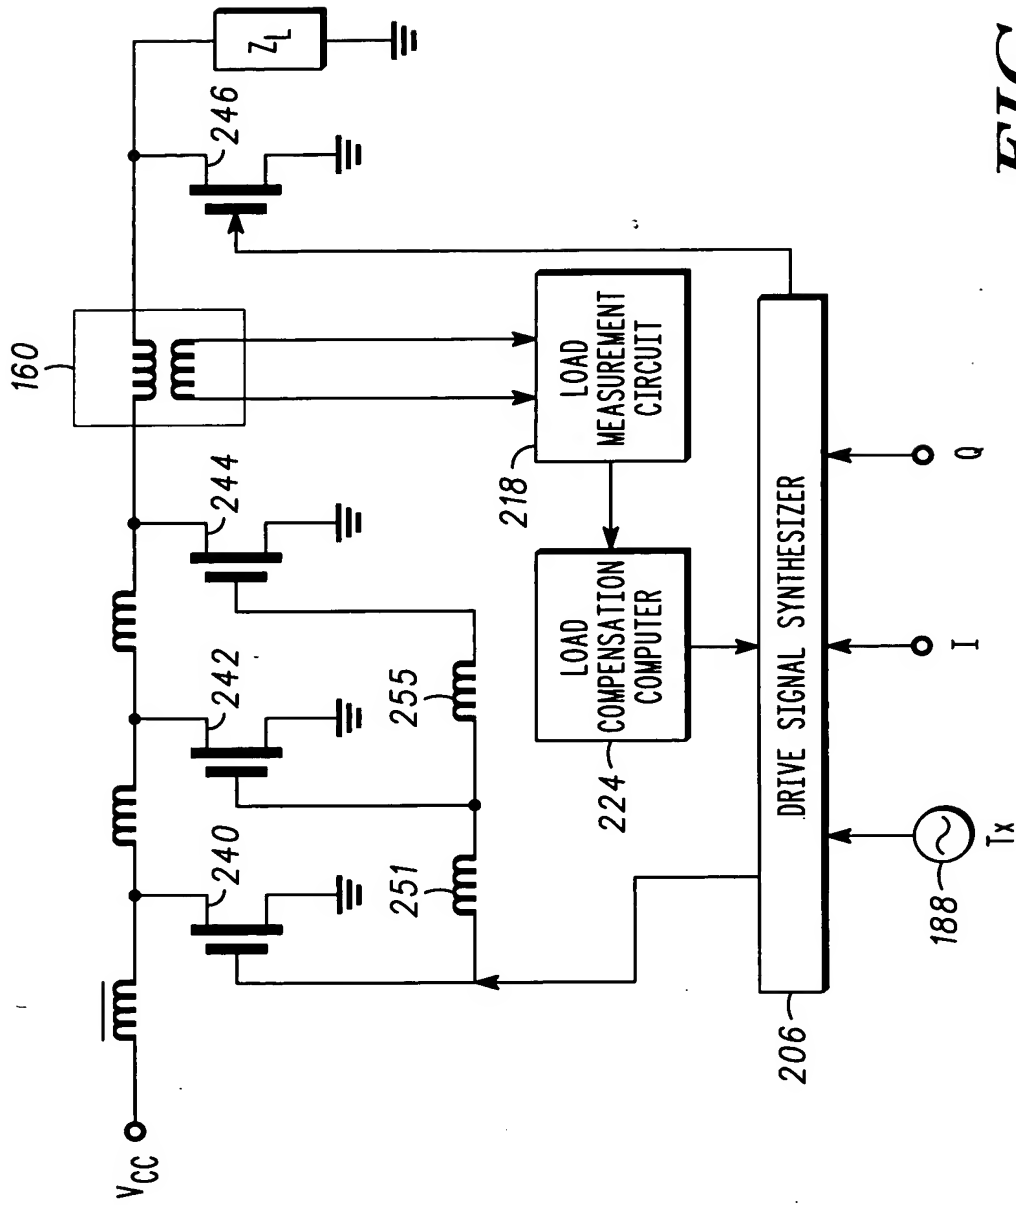 V_CC
160
240
242
244
246
Z_L
251
255
224
LOAD
COMPENSATION
COMPUTER
218
LOAD
MEASUREMENT
CIRCUIT
206
DRIVE SIGNAL SYNTHESIZER
188
Tx
I
Q